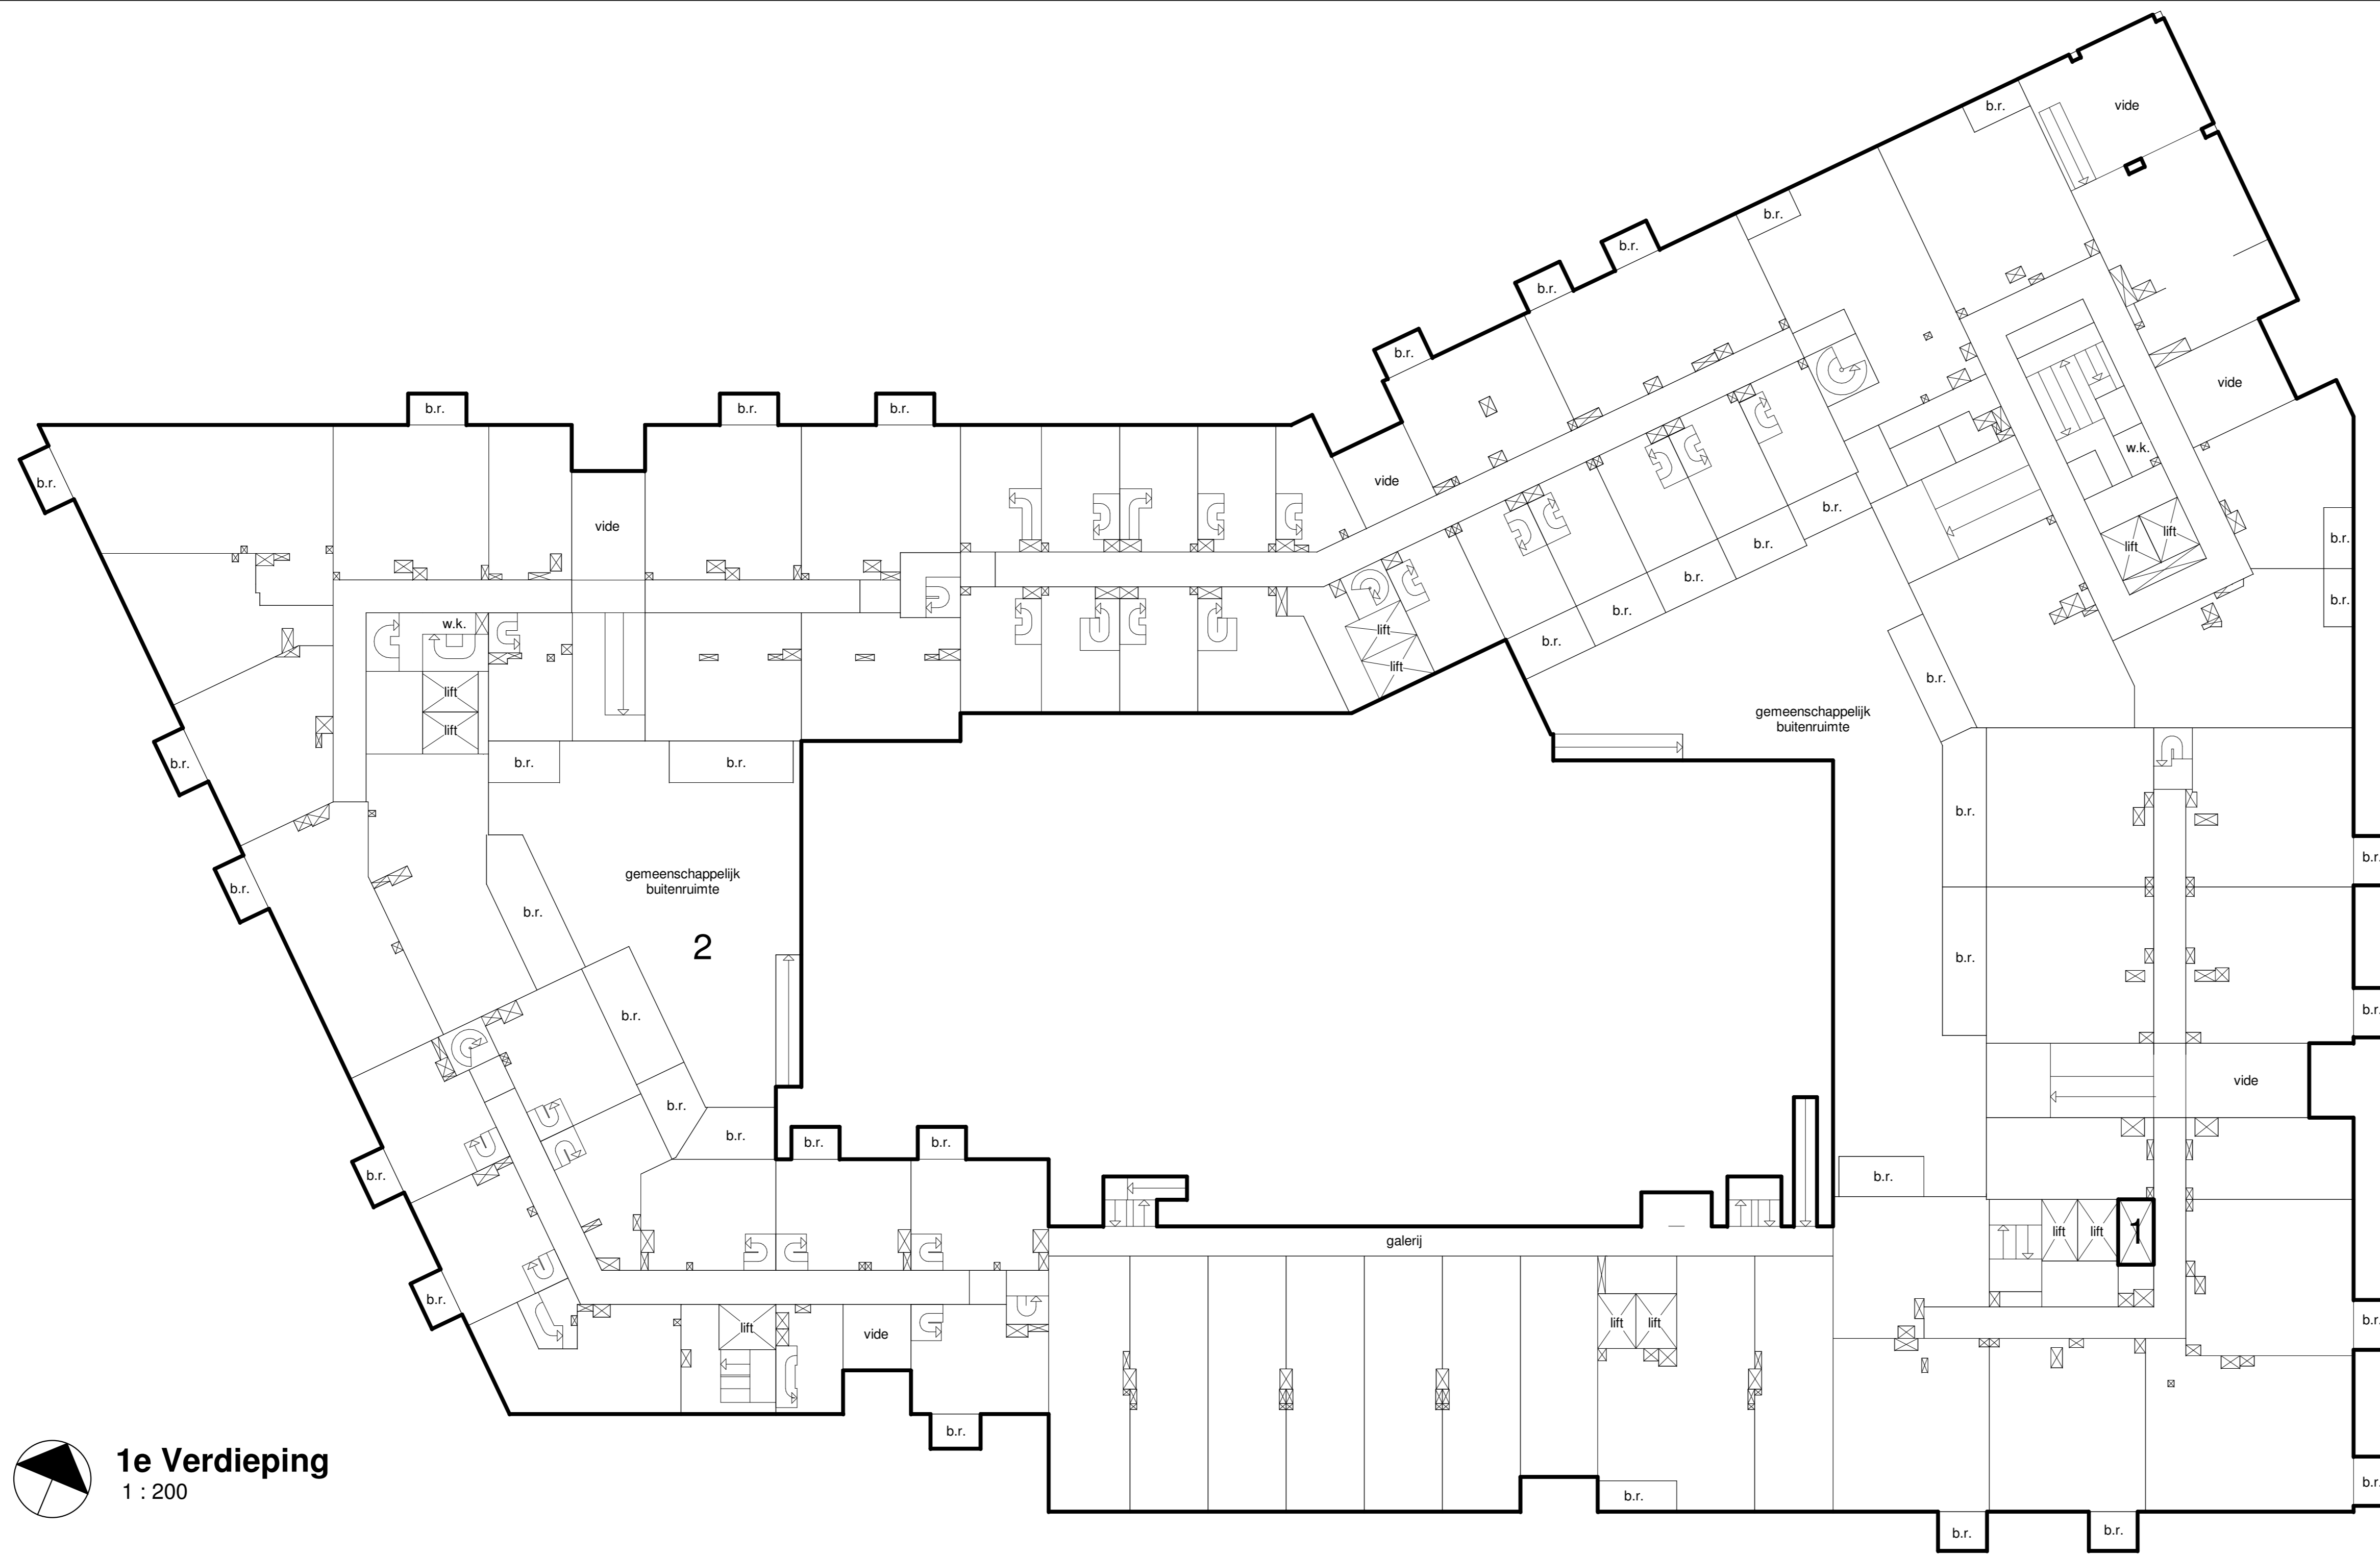 b.r.
vide
b.r.
b.r.
b.r.
b.r.
vide
b.r.
b.r.
b.r.
b.r.
w.k.
vide
b.r.
b.r.
vide
lift
lift
b.r.
b.r.
b.r.
b.r.
b.r.
b.r.
b.r.
w.k.
lift
lift
b.r.
lift
lift
gemeenschappelijk
buitenruimte
b.r.
b.r.
b.r.
b.r.
b.r.
gemeenschappelijk
buitenruimte
b.r.
b.r.
2
b.r.
b.r.
b.r.
vide
b.r.
b.r.
b.r.
b.r.
b.r.
b.r.
galerij
lift
lift
1
b.r.
lift
vide
lift
lift
b.r.
b.r.
b.r.
b.r.
b.r.
b.r.
1e Verdieping
1 : 200